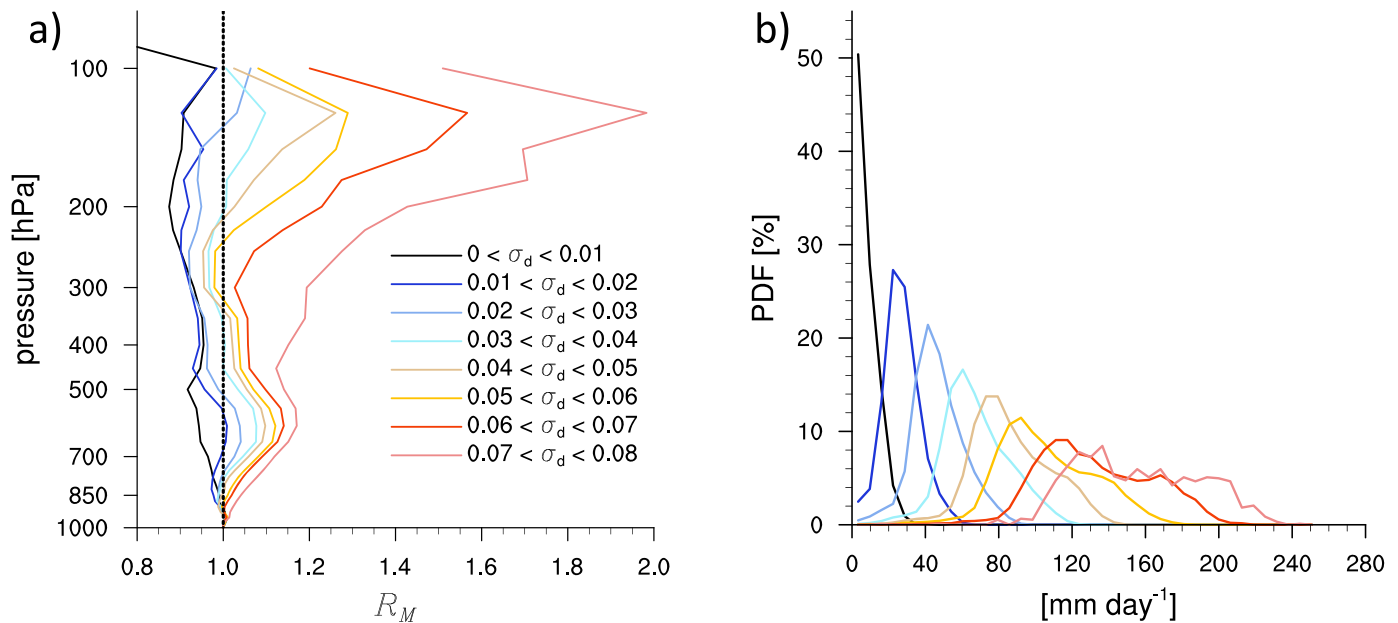 a)
100
200
300
400
500
700
850
1000
pressure [hPa]
0.8 1.0 1.2 1.4 1.6 1.8 2.0
R_M
0 < σ_d < 0.01
0.01 < σ_d < 0.02
0.02 < σ_d < 0.03
0.03 < σ_d < 0.04
0.04 < σ_d < 0.05
0.05 < σ_d < 0.06
0.06 < σ_d < 0.07
0.07 < σ_d < 0.08
b)
50
40
30
20
10
0
PDF [%]
0 40 80 120 160 200 240 280
[mm day⁻¹]